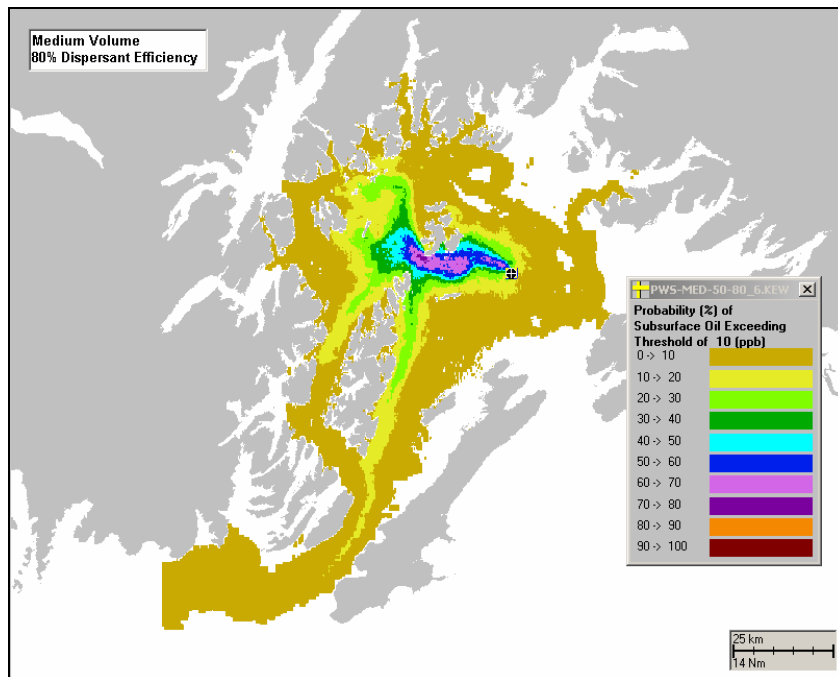 Medium Volume
80% Dispersant Efficiency
PWS-MED-50-80_6.KEW
Probability (%) of
Subsurface Oil Exceeding
Threshold of 10 (ppb)
0 -> 10
10 -> 20
20 -> 30
30 -> 40
40 -> 50
50 -> 60
60 -> 70
70 -> 80
80 -> 90
90 -> 100
25 km
14 Nm